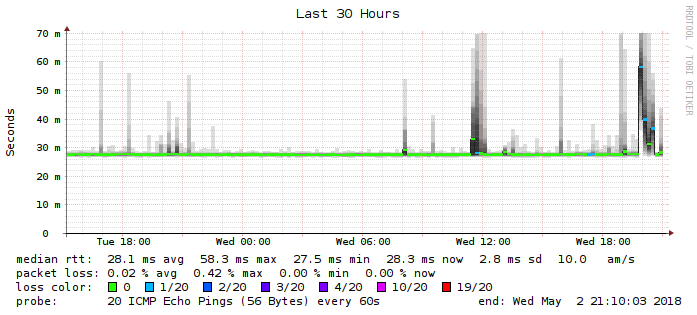 Last 30 Hours
RRDTOOL / TOBI OETIKER
Seconds
70 m
60 m
50 m
40 m
30 m
20 m
10 m
0
Tue 18:00 Wed 00:00 Wed 06:00 Wed 12:00 Wed 18:00
median rtt: 28.1 ms avg 58.3 ms max 27.5 ms min 28.3 ms now 2.8 ms sd 10.0 am/s
packet loss: 0.02 % avg 0.42 % max 0.00 % min 0.00 % now
loss color: 0 1/20 2/20 3/20 4/20 10/20 19/20
probe: 20 ICMP Echo Pings (56 Bytes) every 60s end: Wed May 2 21:10:03 2018